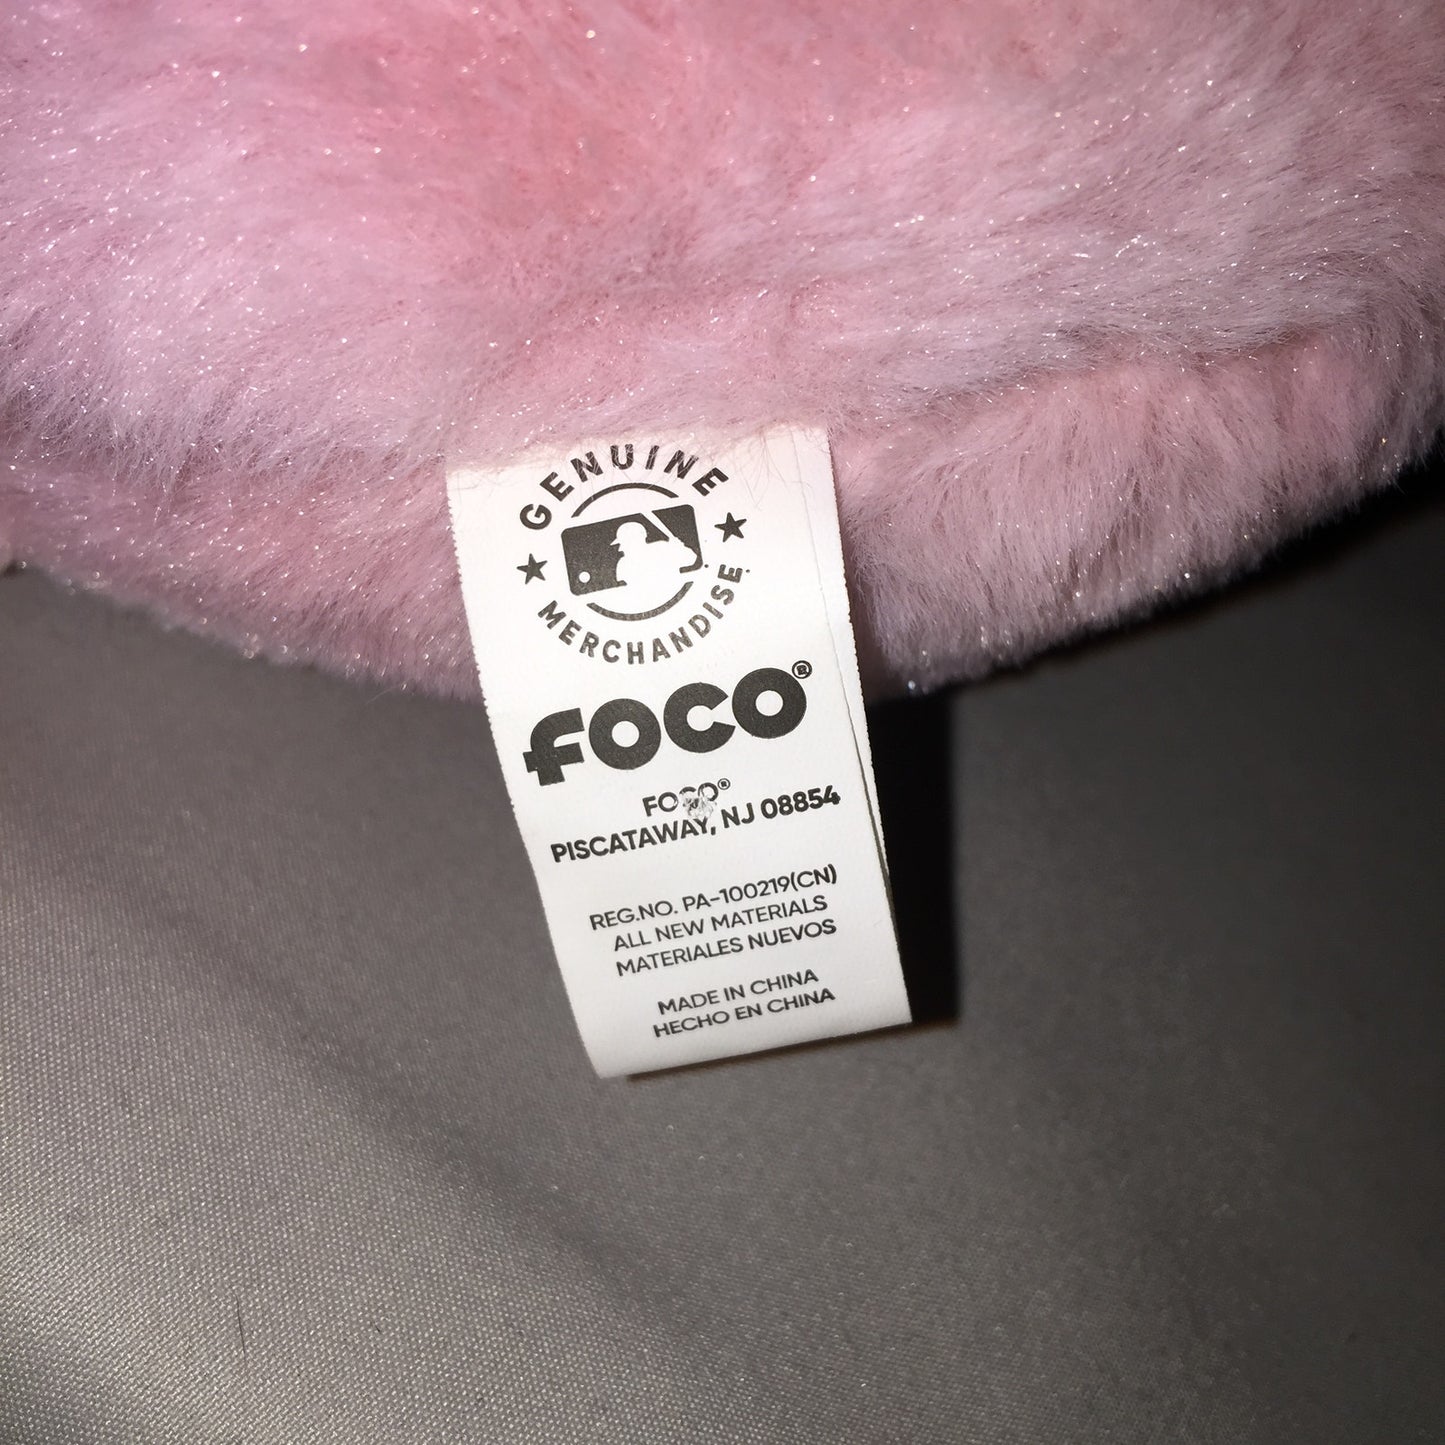 GENUINE
MERCHANDISE
FOCO®
FOCO®
PISCATAWAY, NJ 08854
REG.NO. PA-100219(CN)
ALL NEW MATERIALS
MATERIALES NUEVOS
MADE IN CHINA
HECHO EN CHINA